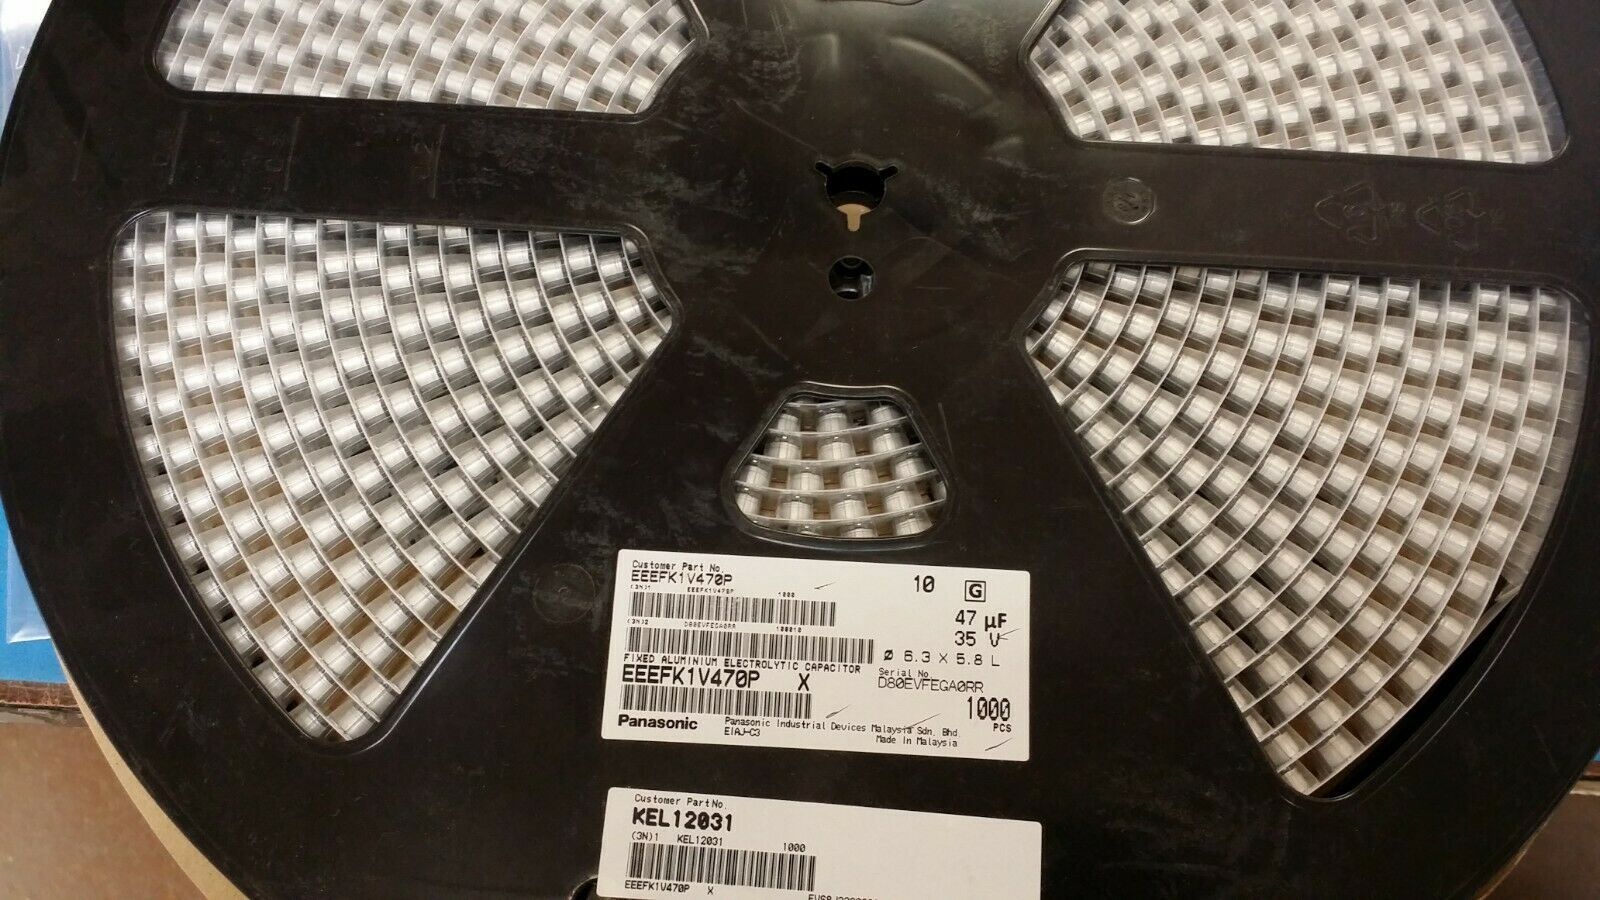 Customer Part No.
EEEFK1V470P
10 G
(3N)1 EEEFK1V470P 1000
47 µF
(3N)2 D80EVFEGA0RR 100010
35 V
FIXED ALUMINIUM ELECTROLYTIC CAPACITOR
ø 6.3 × 5.8 L
EEEFK1V470P X
Serial No.
D80EVFEGA0RR
1000
PCS
Panasonic
Panasonic Industrial Devices Malaysia Sdn. Bhd.
EIAJ-C3
Made In Malaysia
Customer Part No.
KEL12031
(3N)1 KEL12031 1000
EEEFK1V470P X